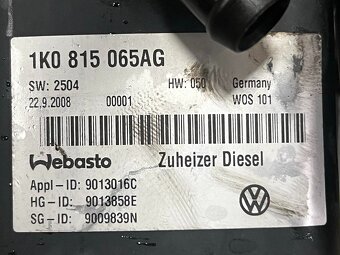 1K0 815 065AG
SW: 2504 HW: 050 Germany
22.9.2008 00001 WOS 101
Webasto Zuheizer Diesel
Appl-ID: 9013016C
HG-ID: 9013858E
SG-ID: 9009839N